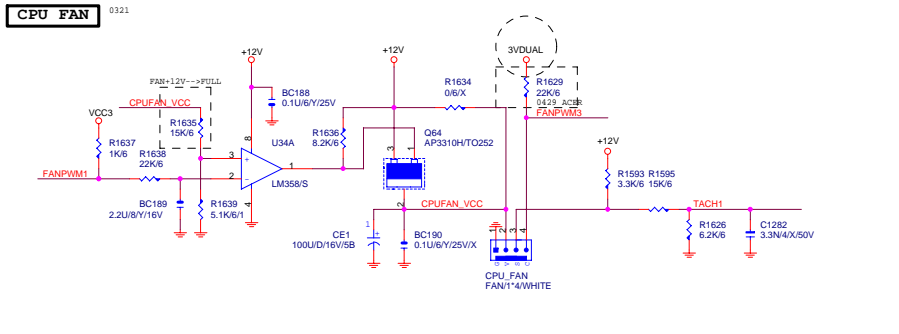 CPU FAN
0321
+12V
+12V
3VDUAL
FAN+12V-->FULL
CPUFAN_VCC
VCC3
R1635
15K/6
BC188
0.1U/6/Y/25V
R1634
0/6/X
R1629
22K/6
0429_ACER
FANPWM3
R1637
1K/6
R1638
22K/6
U34A
8
3
+
2
-
1
4
LM358/S
R1636
8.2K/6
Q64
AP3310H/TO252
3
1
2
+12V
FANPWM1
BC189
2.2U/8/Y/16V
R1639
5.1K/6/1
CPUFAN_VCC
R1593
3.3K/6
R1595
15K/6
TACH1
1
+
CE1
100U/D/16V/5B
BC190
0.1U/6/Y/25V/X
1
2
3
4
G
V
S
C
CPU_FAN
FAN/1*4/WHITE
R1626
6.2K/6
C1282
3.3N/4/X/50V